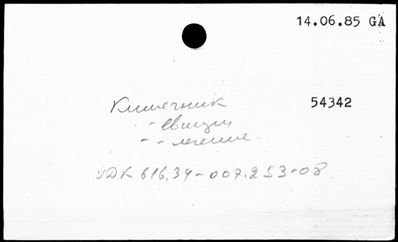 14.06.85 GA
Кишечник 54342
- Свищи
- - лечение.
УДК 616.34-007.253-08